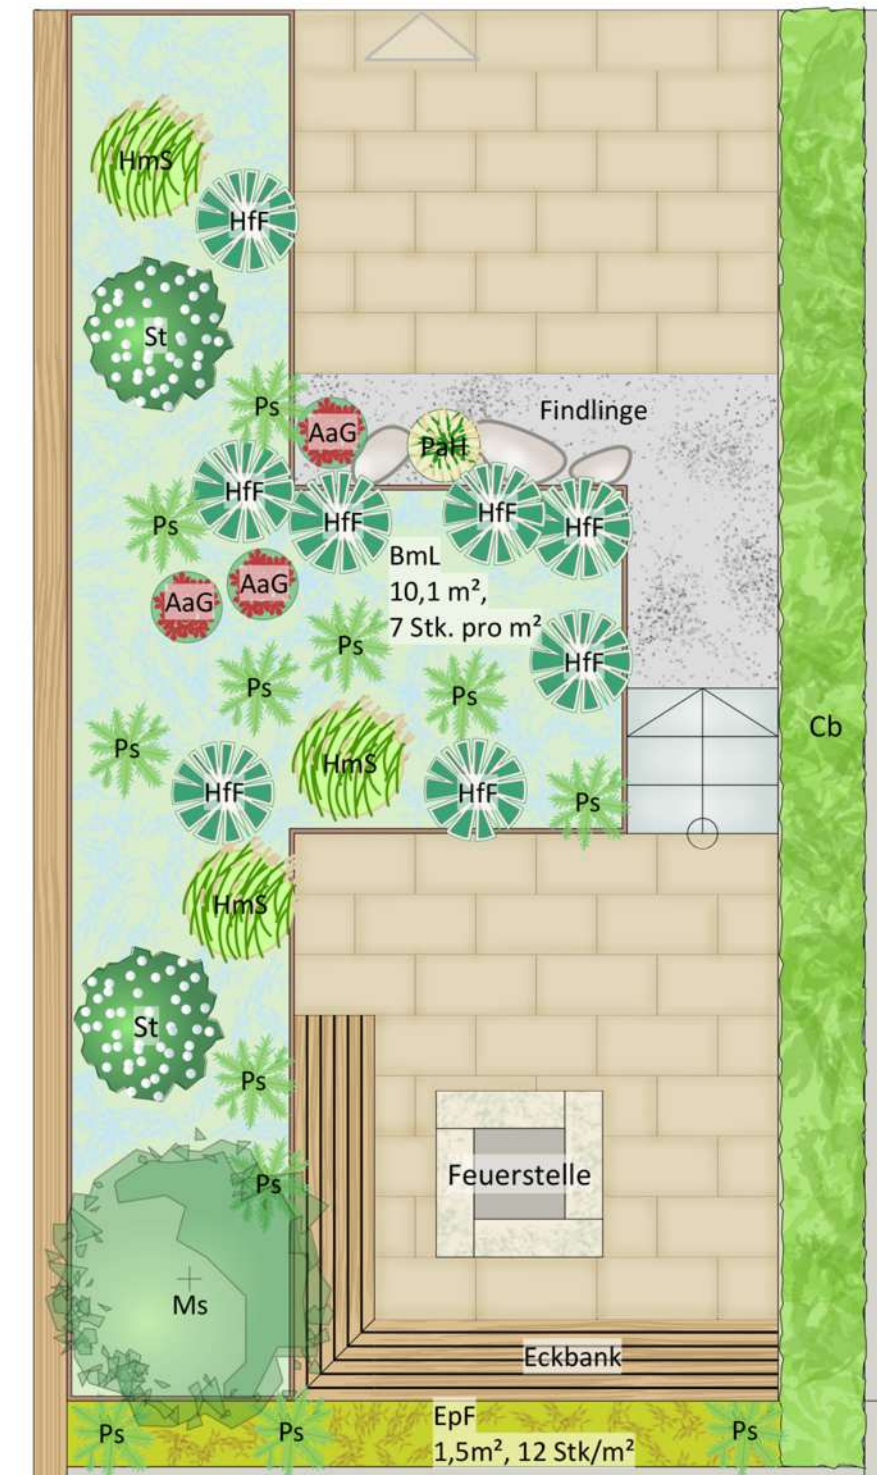 HmS
HfF
St
Ps
AaG
PaH
Findlinge
HfF
HfF
HfF
HfF
Ps
BmL
10,1 m²,
7 Stk. pro m²
AaG
AaG
Ps
HfF
Ps
Ps
Cb
Ps
HmS
HfF
HfF
Ps
HmS
St
Ps
Feuerstelle
Ps
Ms
Eckbank
EpF
1,5m², 12 Stk/m²
Ps
Ps
Ps